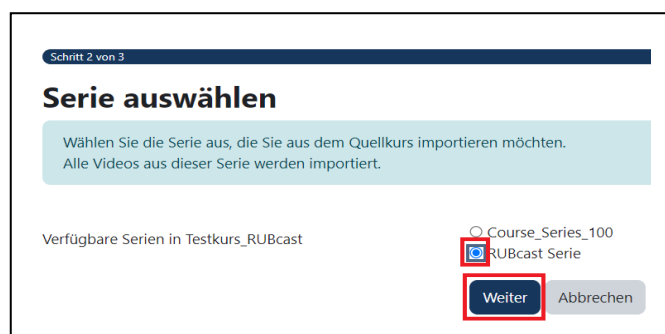 Schritt 2 von 3
Serie auswählen
Wählen Sie die Serie aus, die Sie aus dem Quellkurs importieren möchten.
Alle Videos aus dieser Serie werden importiert.
Verfügbare Serien in Testkurs_RUBcast
Course_Series_100
RUBcast Serie
Weiter Abbrechen